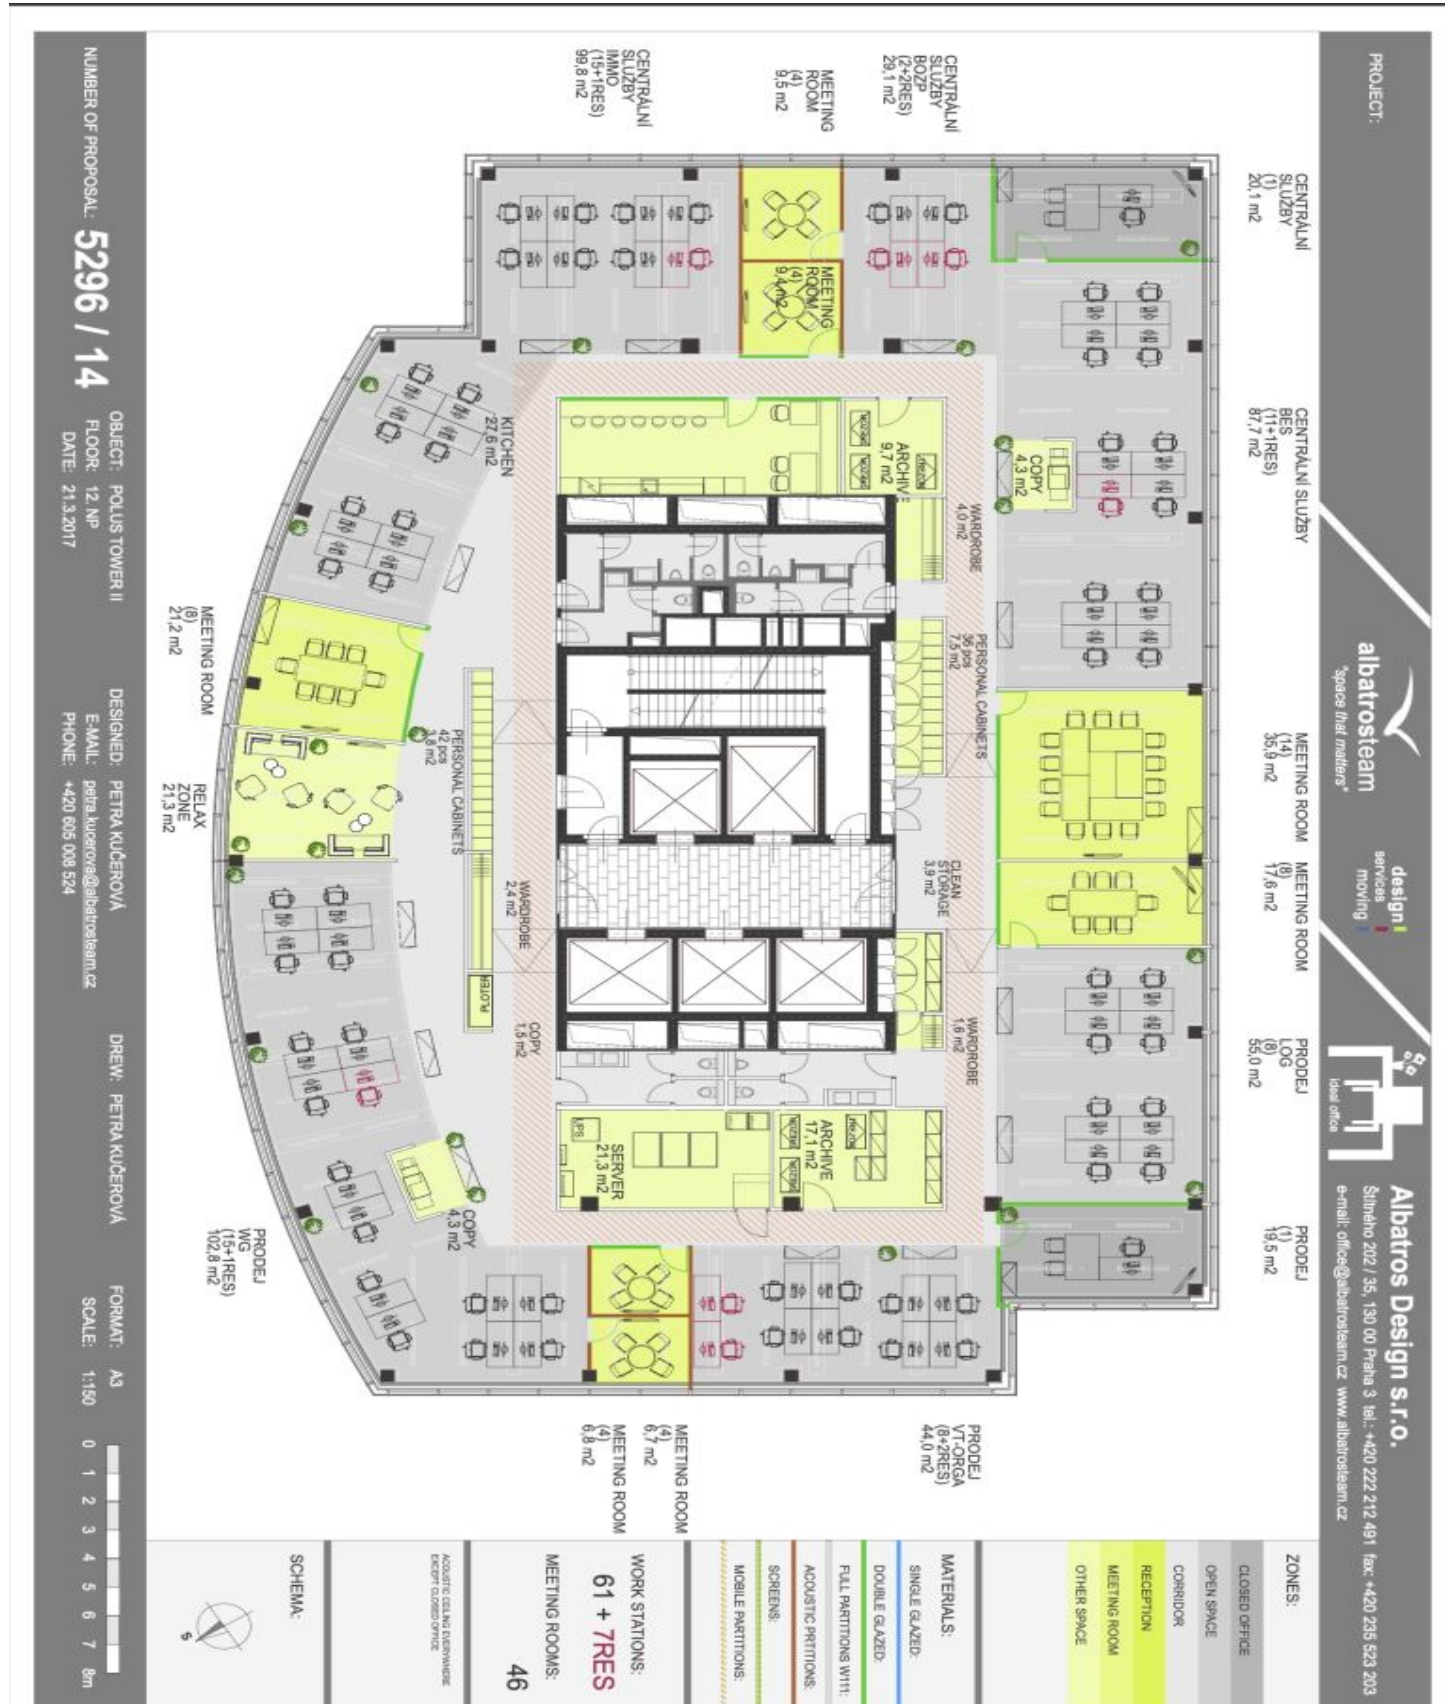 PROJECT:
albatrosteam
"space that matters"
design
services
moving
ideal office
Albatros Design s.r.o.
Štítného 202 / 35, 130 00 Praha 3 tel.: +420 222 212 491 fax: +420 235 523 203
e-mail: office@albatrosteam.cz www.albatrosteam.cz
CENTRÁLNÍ
SLUŽBY
(1)
20,1 m2
CENTRÁLNÍ SLUŽBY
BES
(11+1RES)
87,7 m2
MEETING ROOM
(14)
35,9 m2
MEETING ROOM
(8)
17,6 m2
PRODEJ
LOG
(8)
55,0 m2
PRODEJ
(1)
19,5 m2
CENTRÁLNÍ
SLUŽBY
BOZP
(2+2RES)
29,1 m2
MEETING
ROOM
(4)
9,5 m2
CENTRÁLNÍ
SLUŽBY
IMMO
(15+1RES)
99,8 m2
MEETING
ROOM
(4)
9,4 m2
COPY
4,3 m2
ARCHIV
9,7 m2
WARDROBE
4,0 m2
PERSONAL CABINETS
36 pcs
7,5 m2
CLEAN
STORAGE
3,9 m2
WARDROBE
1,6 m2
KITCHEN
27,6 m2
PERSONAL CABINETS
42 pcs
3,8 m2
WARDROBE
2,4 m2
PLOTER
COPY
1,5 m2
ARCHIVE
17,1 m2
SERVER
21,3 m2
UPS
COPY
4,3 m2
MEETING ROOM
(8)
21,2 m2
RELAX
ZONE
21,3 m2
PRODEJ
WG
(15+1RES)
102,8 m2
PRODEJ
VT-ORGA
(8+2RES)
44,0 m2
MEETING ROOM
(4)
6,7 m2
MEETING ROOM
(4)
6,8 m2
ZONES:
CLOSED OFFICE
OPEN SPACE
CORRIDOR
RECEPTION
MEETING ROOM
OTHER SPACE
MATERIALS:
SINGLE GLAZED:
DOUBLE GLAZED:
FULL PARTITIONS W111:
ACOUSTIC PRTITIONS:
SCREENS:
MOBILE PARTITIONS:
WORK STATIONS:
61 + 7RES
MEETING ROOMS:
46
ACOUSTIC CEILING EVERYWHERE
EXCEPT CLOSED OFFICE
SCHEMA:
S
NUMBER OF PROPOSAL: 5296 / 14
OBJECT: POLUS TOWER II
FLOOR: 12. NP
DATE: 21.3.2017
DESIGNED: PETRA KUČEROVÁ
E-MAIL: petra.kucerova@albatrosteam.cz
PHONE: +420 605 008 524
DREW: PETRA KUČEROVÁ
FORMAT: A3
SCALE: 1:150
0 1 2 3 4 5 6 7 8m